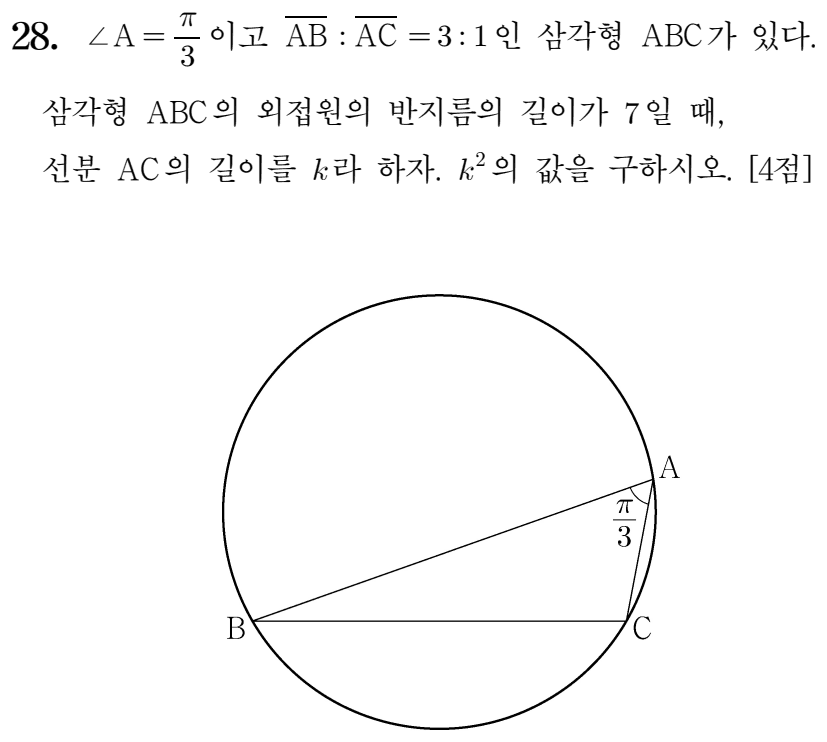 28. ∠A = π/3 이고 \overline{AB} : \overline{AC} = 3 : 1인 삼각형 ABC가 있다.
삼각형 ABC의 외접원의 반지름의 길이가 7일 때,
선분 AC의 길이를 k라 하자. k²의 값을 구하시오. [4점]
A
π/3
B
C